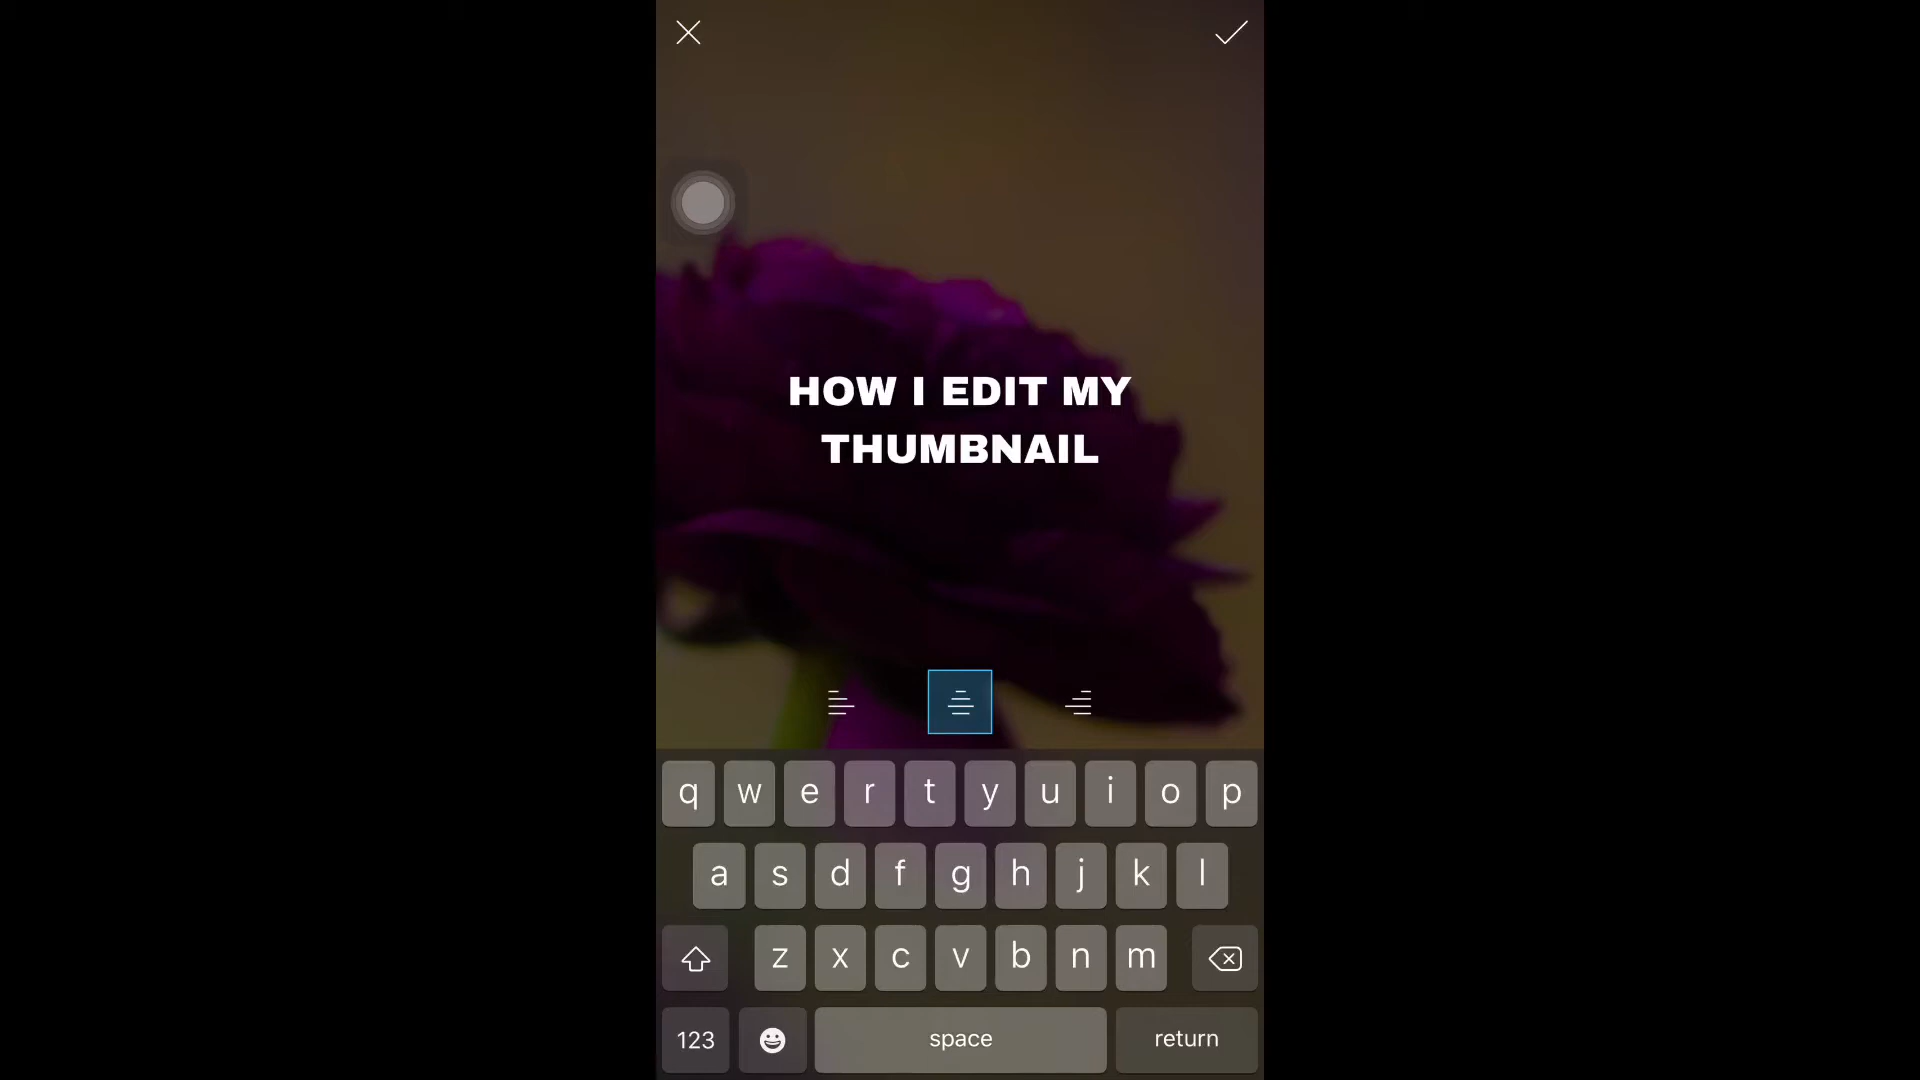 HOW I EDIT MY
THUMBNAIL
q w e r t y u i o p
a s d f g h j k l
z x c v b n m
123 space return